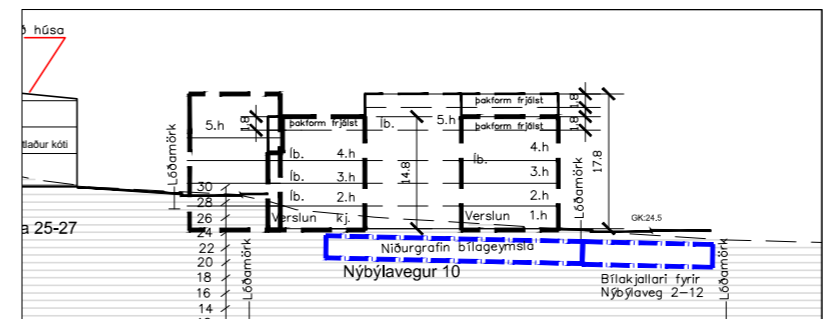 ð húsa
þakform frjálst
1.8
5.h
1.8
þakform frjálst
Íb.
5.h
þakform frjálst
1.8
tlaður kóti
Íb.
4.h
Íb.
4.h
Íb.
3.h
14.8
3.h
17.8
Lóðamörk
30
28
Íb.
2.h
2.h
Lóðamörk
26
Verslun
kj.
Verslun
1.h
GK:24.5
a 25-27
24
22
Niðurgrafin bílageymsla
20
Nýbýlavegur 10
18
Bílakjallari fyrir
Nýbýlaveg 2-12
Lóðamörk
Lóðamörk
16
14